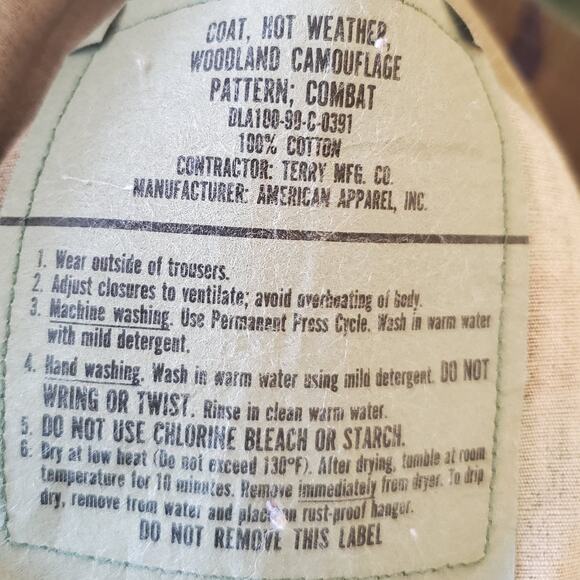 COAT, HOT WEATHER
WOODLAND CAMOUFLAGE
PATTERN; COMBAT
DLA100-90-C-0391
100% COTTON
CONTRACTOR: TERRY MFG. CO.
MANUFACTURER: AMERICAN APPAREL, INC.
1. Wear outside of trousers.
2. Adjust closures to ventilate; avoid overheating of body.
3. Machine washing. Use Permanent Press Cycle. Wash in warm water
with mild detergent.
4. Hand washing. Wash in warm water using mild detergent. DO NOT
WRING OR TWIST. Rinse in clean warm water.
5. DO NOT USE CHLORINE BLEACH OR STARCH.
6. Dry at low heat (Do not exceed 130°F). After drying, tumble at room
temperature for 10 minutes. Remove immediately from dryer. To drip
dry, remove from water and place on rust-proof hanger.
DO NOT REMOVE THIS LABEL